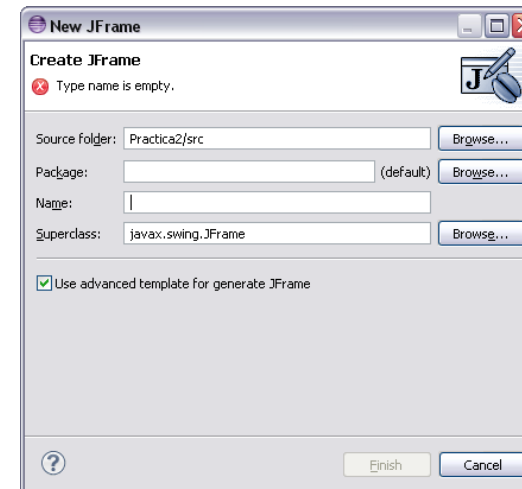 New JFrame
Create JFrame
Type name is empty.
J
Source folder: Practica2/src Browse...
Package: (default) Browse...
Name:
Superclass: javax.swing.JFrame Browse...
Use advanced template for generate JFrame
? Finish Cancel